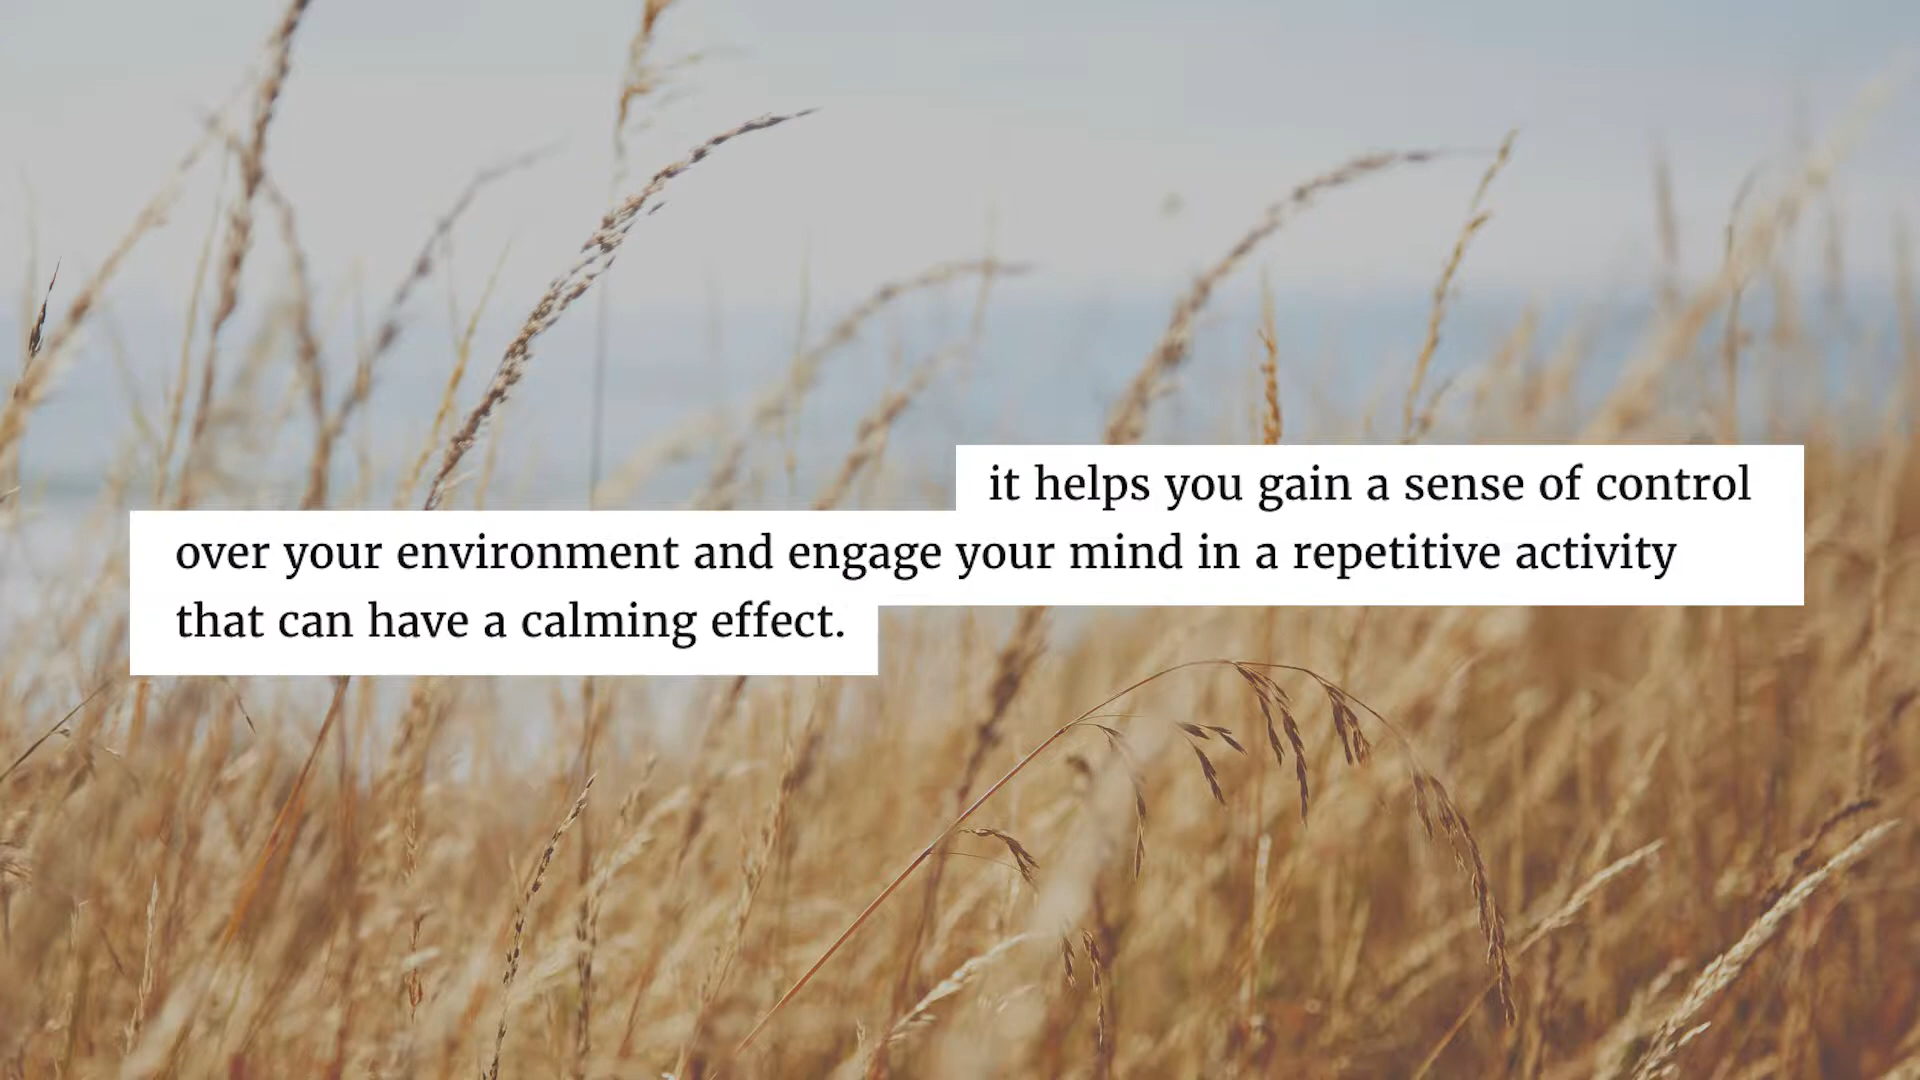 it helps you gain a sense of control
over your environment and engage your mind in a repetitive activity
that can have a calming effect.